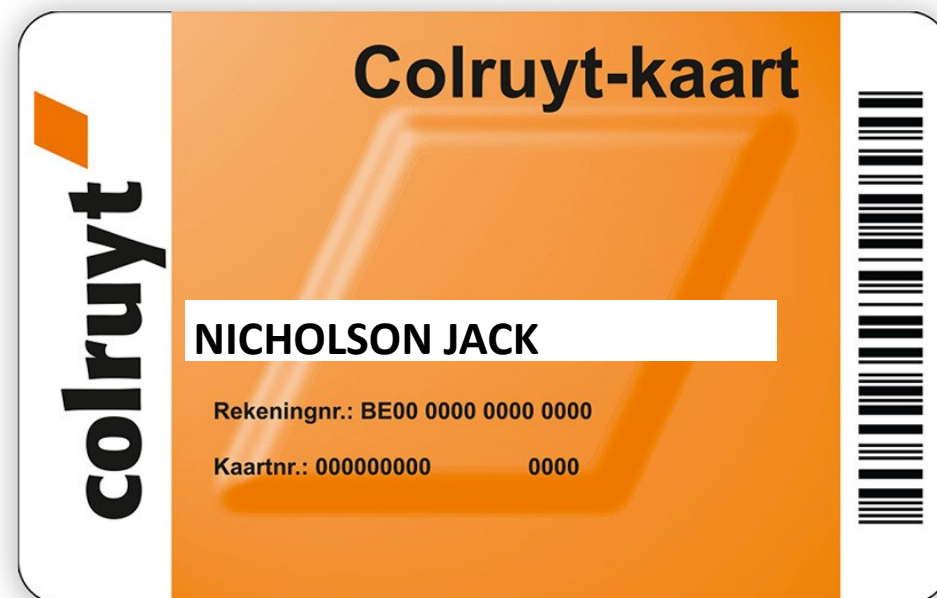 colruyt
Colruyt-kaart
NICHOLSON JACK
Rekeningnr.: BE00 0000 0000 0000
Kaartnr.: 000000000 0000